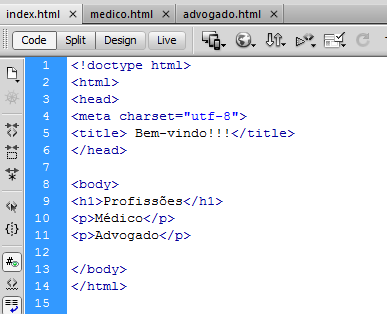 index.html × medico.html × advogado.html ×
Code Split Design Live
1 <!doctype html>
2 <html>
3 <head>
4 <meta charset="utf-8">
5 <title> Bem-vindo!!!</title>
6 </head>
7
8 <body>
9 <h1>Profissões</h1>
10 <p>Médico</p>
11 <p>Advogado</p>
12
13 </body>
14 </html>
15